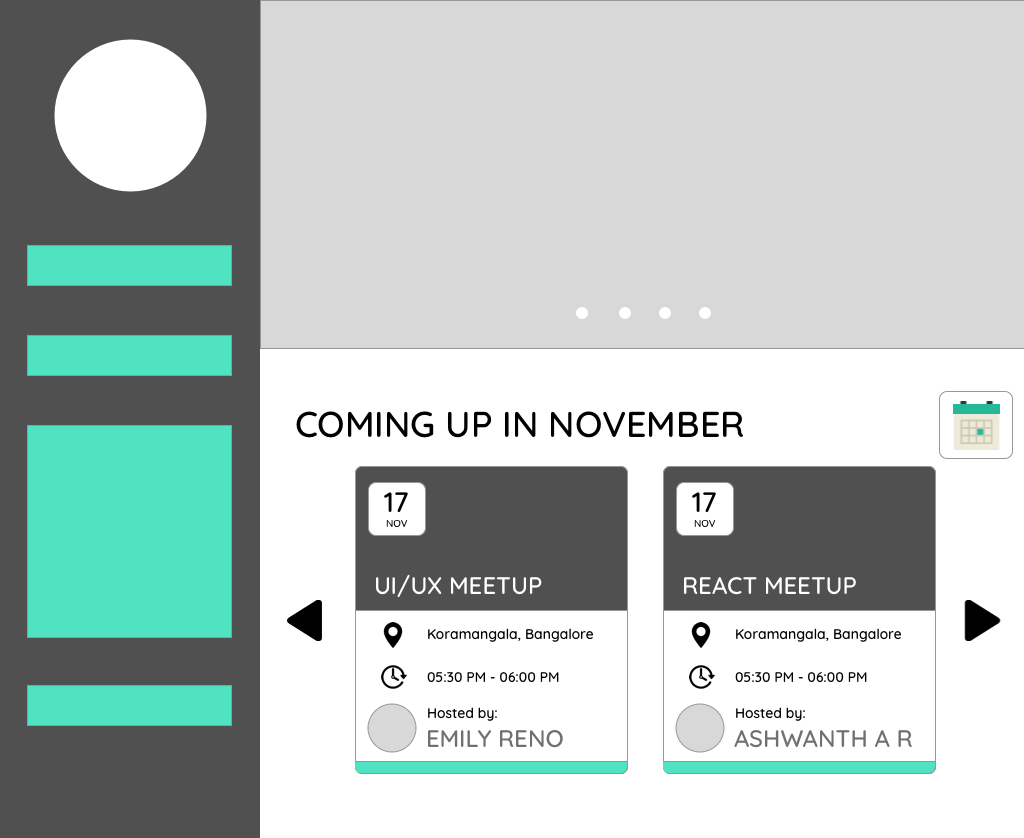 COMING UP IN NOVEMBER
17
NOV
UI/UX MEETUP
Koramangala, Bangalore
05:30 PM - 06:00 PM
Hosted by:
EMILY RENO
17
NOV
REACT MEETUP
Koramangala, Bangalore
05:30 PM - 06:00 PM
Hosted by:
ASHWANTH A R